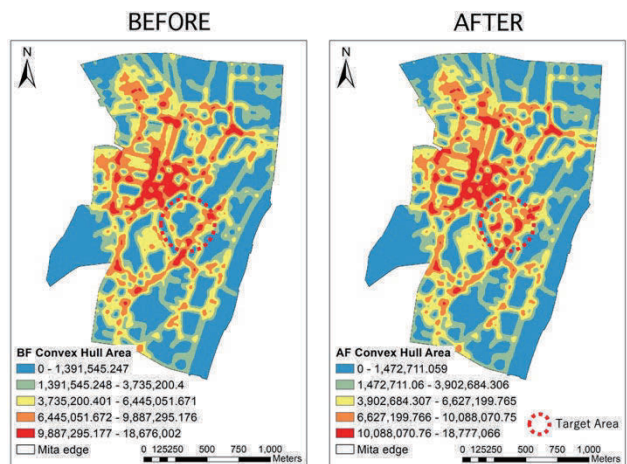 BEFORE
N
BF Convex Hull Area
0 - 1,391,545.247
1,391,545.248 - 3,735,200.4
3,735,200.401 - 6,445,051.671
6,445,051.672 - 9,887,295.176
9,887,295.177 - 18,676,002
Mita edge
0 125250 500 750 1,000
Meters
AFTER
N
AF Convex Hull Area
0 - 1,472,711.059
1,472,711.06 - 3,902,684.306
3,902,684.307 - 6,627,199.765
6,627,199.766 - 10,088,070.75
10,088,070.76 - 18,777,066
Mita edge
Target Area
0 125250 500 750 1,000
Meters